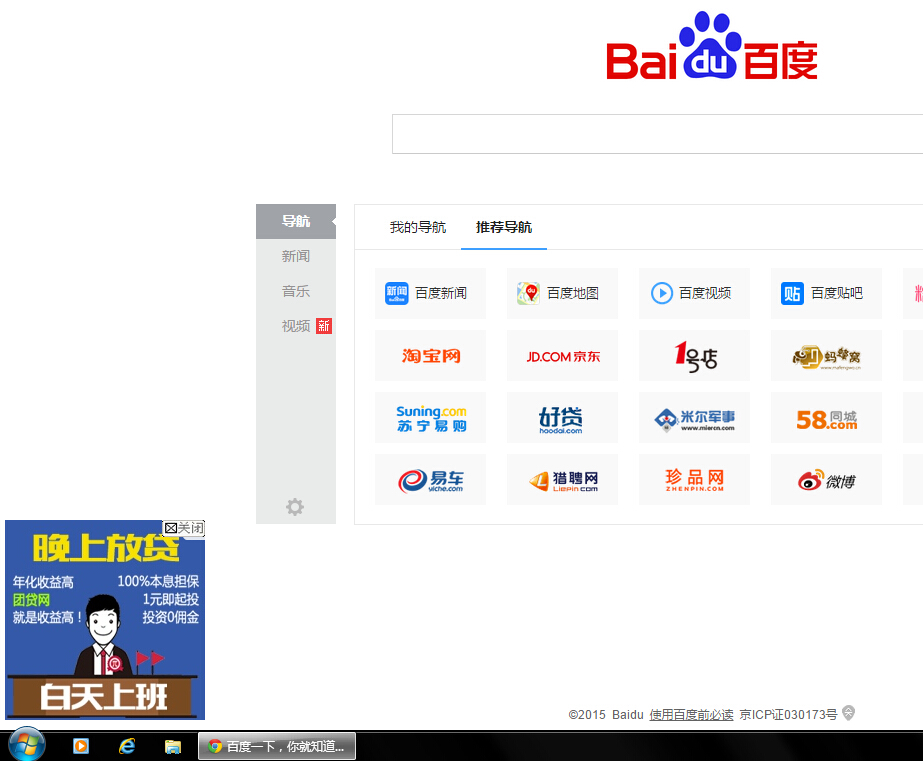 Bai du 百度
导航
新闻
音乐
视频 新
我的导航 推荐导航
新闻 百度新闻 du 百度地图 百度视频 贴 百度贴吧
淘宝网 JD.COM 京东 1号店 蚂蜂窝
www.mafengwo.cn
Suning.com 好贷 米尔军事 58同城
苏宁易购 haodai.com www.miercn.com .com
易车 猎聘网 珍品网 微博
yiche.com Liepin.com ZHENPIN.COM
关闭
晚上放贷
年化收益高 100%本息担保
团贷网 1元即起投
就是收益高！ 投资0佣金
白天上班
©2015 Baidu 使用百度前必读 京ICP证030173号
百度一下，你就知道...